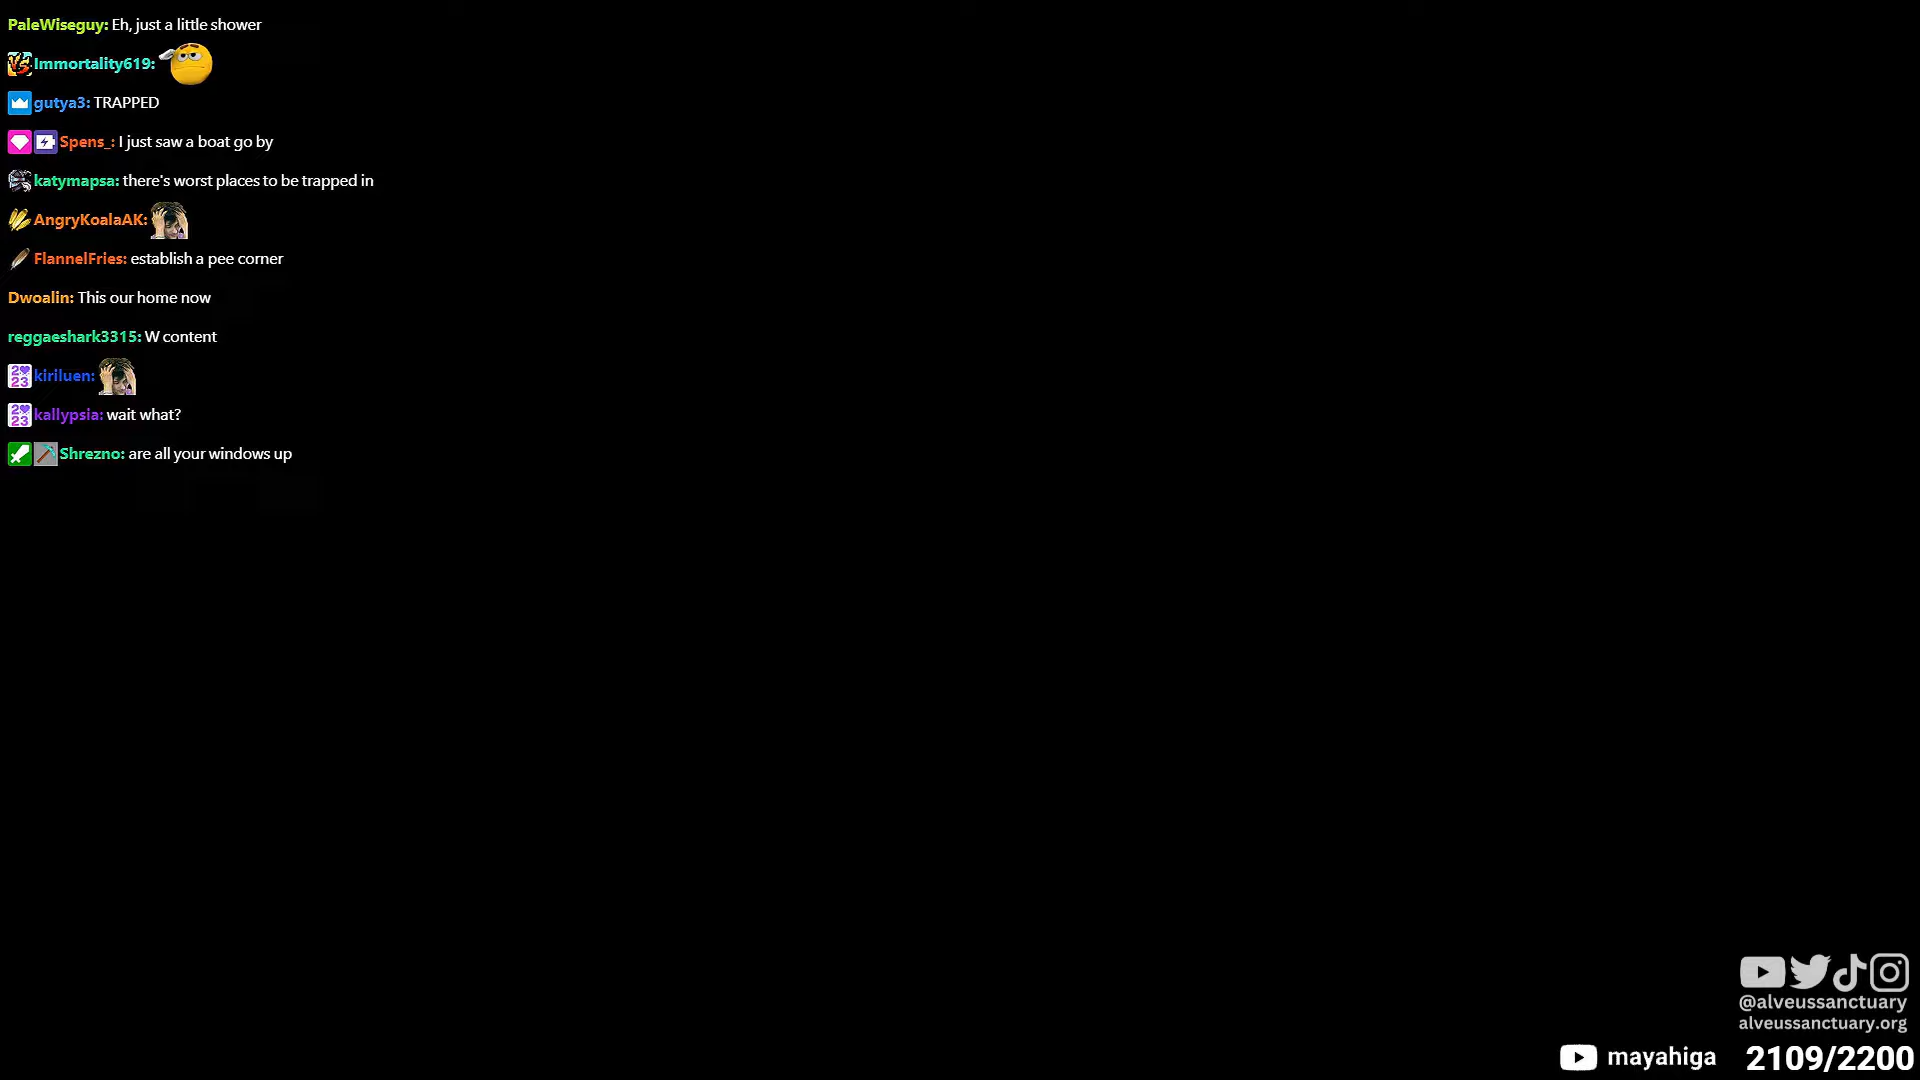 PaleWiseguy: Eh, just a little shower
Immortality619:
gutya3: TRAPPED
Spens_: I just saw a boat go by
katymapsa: there's worst places to be trapped in
AngryKoalaAK:
FlannelFries: establish a pee corner
Dwoalin: This our home now
reggaeshark3315: W content
kiriluen:
kallypsia: wait what?
Shrezno: are all your windows up
@alveussanctuary
alveussanctuary.org
mayahiga 2109/2200